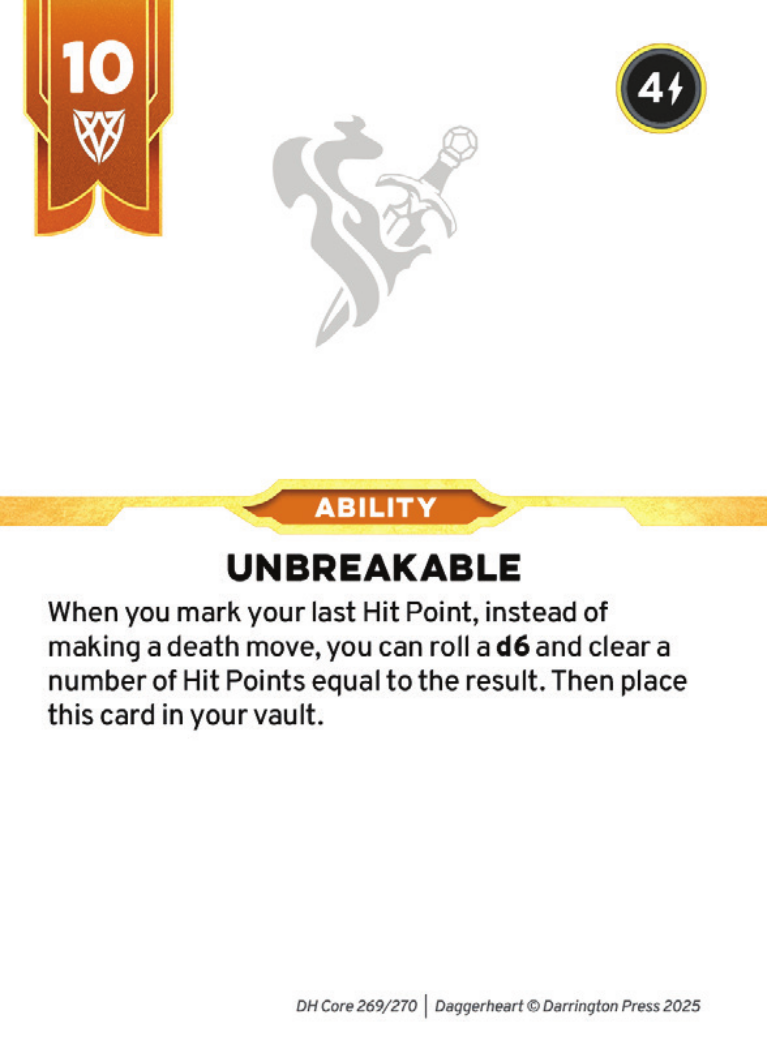 10
4
ABILITY
UNBREAKABLE
When you mark your last Hit Point, instead of
making a death move, you can roll a d6 and clear a
number of Hit Points equal to the result. Then place
this card in your vault.
DH Core 269/270 | Daggerheart © Darrington Press 2025